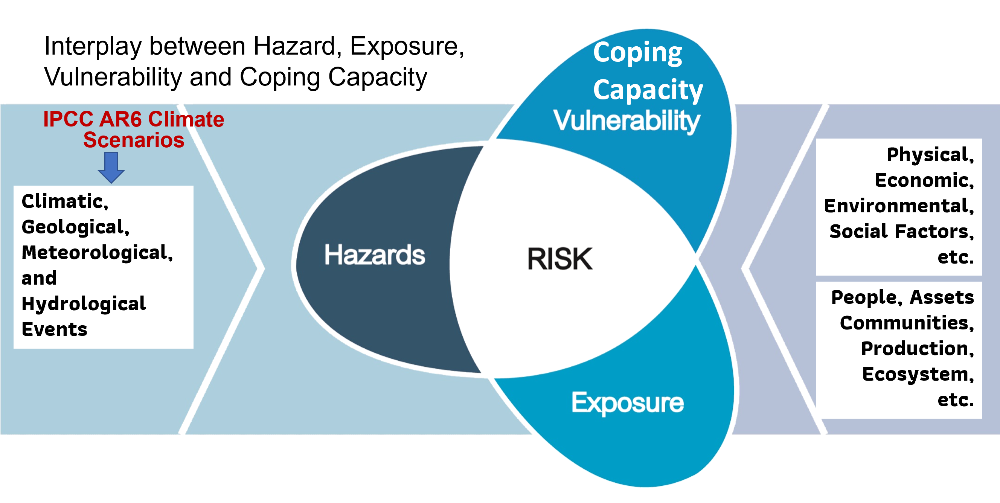 Interplay between Hazard, Exposure,
Vulnerability and Coping Capacity
IPCC AR6 Climate
Scenarios
Climatic,
Geological,
Meteorological,
and
Hydrological
Events
Hazards
RISK
Coping
Capacity
Vulnerability
Exposure
Physical,
Economic,
Environmental,
Social Factors,
etc.
People, Assets
Communities,
Production,
Ecosystem,
etc.